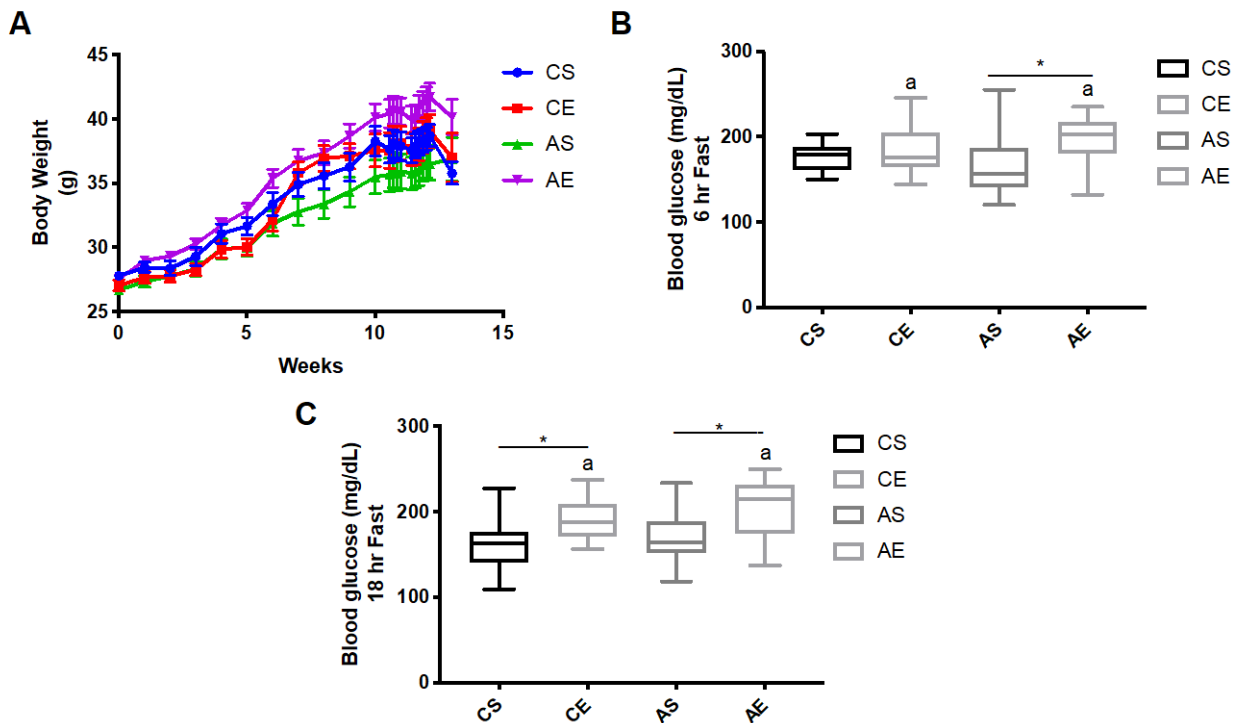 A
45
40
35
30
25
Body Weight
(g)
0
5
10
15
Weeks
CS
CE
AS
AE
B
300
200
100
0
Blood glucose (mg/dL)
6 hr Fast
a
*
a
CS
CE
AS
AE
CS
CE
AS
AE
C
300
200
100
0
Blood glucose (mg/dL)
18 hr Fast
*
a
*
a
CS
CE
AS
AE
CS
CE
AS
AE